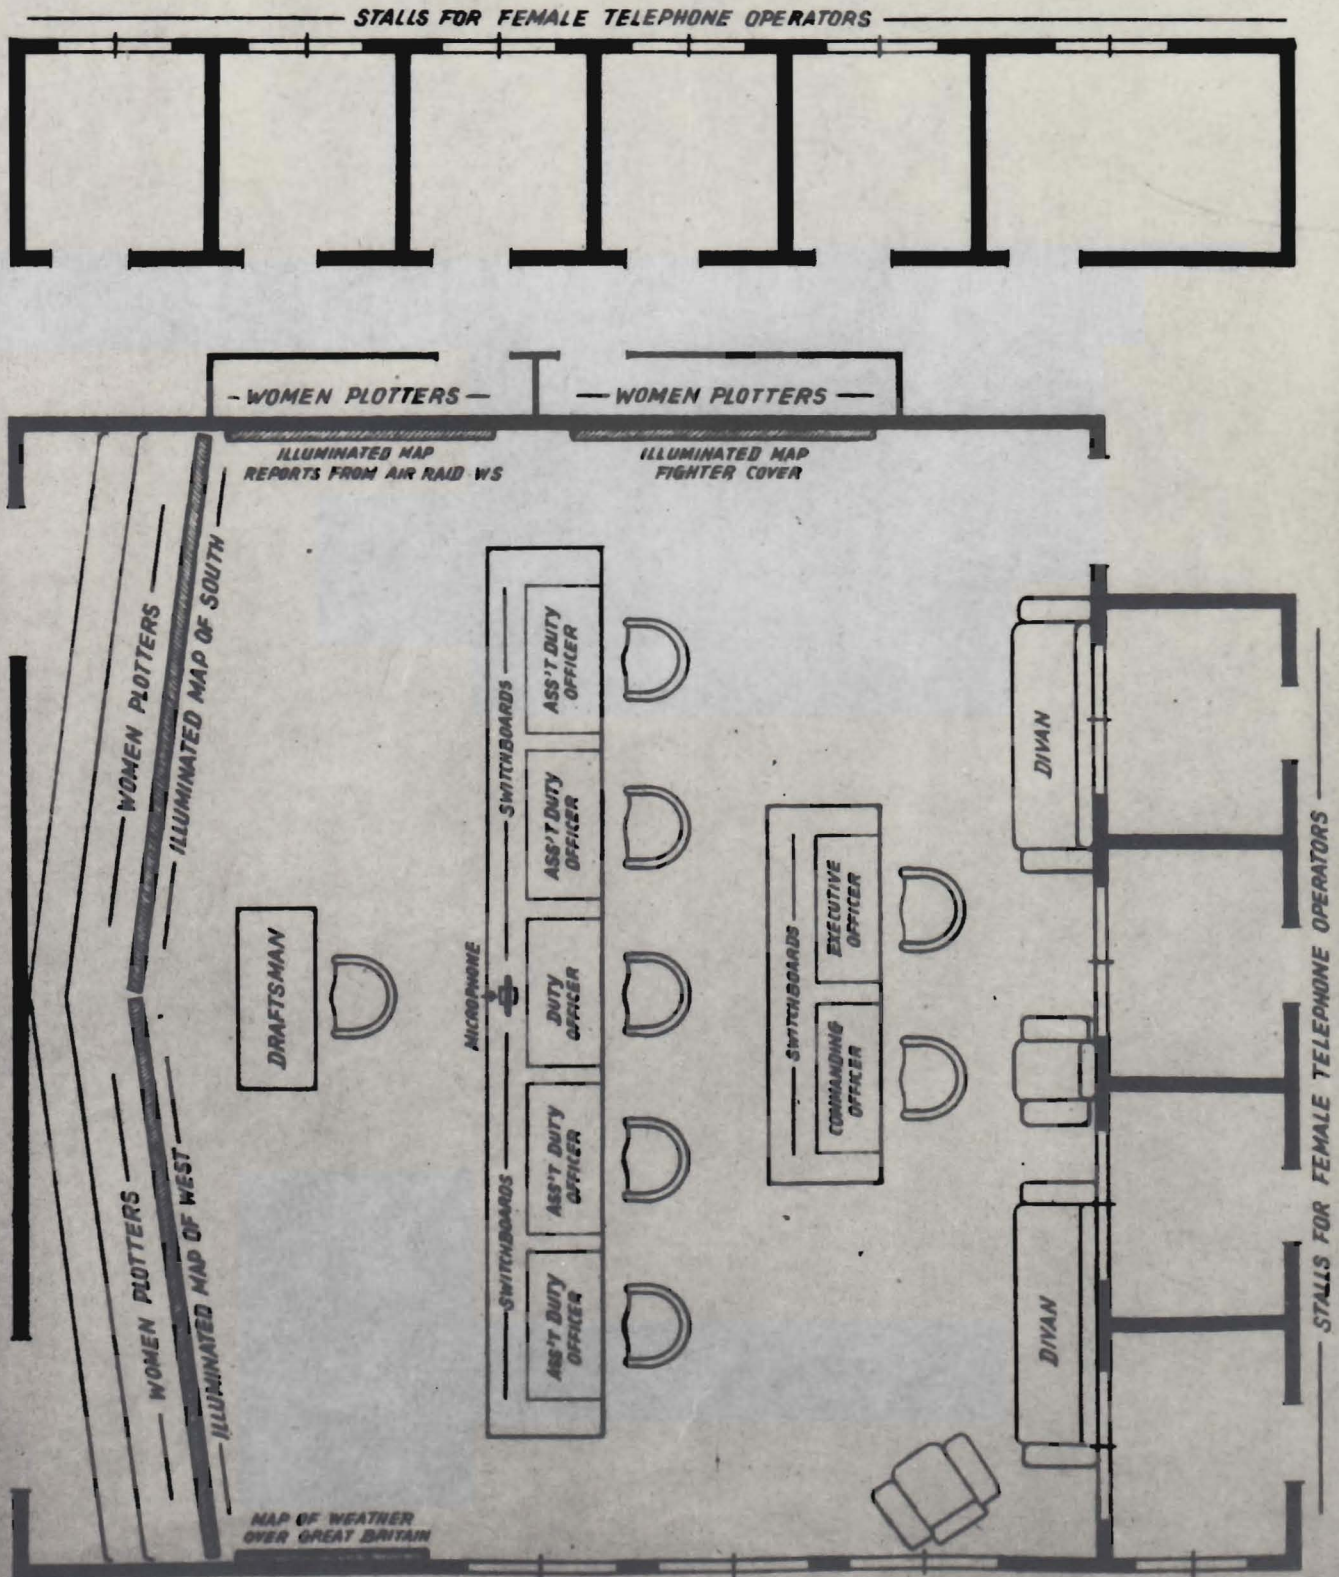 STALLS FOR FEMALE TELEPHONE OPERATORS
WOMEN PLOTTERS
WOMEN PLOTTERS
ILLUMINATED MAP
REPORTS FROM AIR RAID WS
ILLUMINATED MAP
FIGHTER COVER
WOMEN PLOTTERS
ILLUMINATED MAP OF SOUTH
WOMEN PLOTTERS
ILLUMINATED MAP OF WEST
DRAFTSMAN
MICROPHONE
SWITCHBOARDS
SWITCHBOARDS
ASS'T DUTY
OFFICER
ASS'T DUTY
OFFICER
DUTY
OFFICER
ASS'T DUTY
OFFICER
ASS'T DUTY
OFFICER
SWITCHBOARDS
EXECUTIVE
OFFICER
COMMANDING
OFFICER
DIVAN
DIVAN
STALLS FOR FEMALE TELEPHONE OPERATORS
MAP OF WEATHER
OVER GREAT BRITAIN